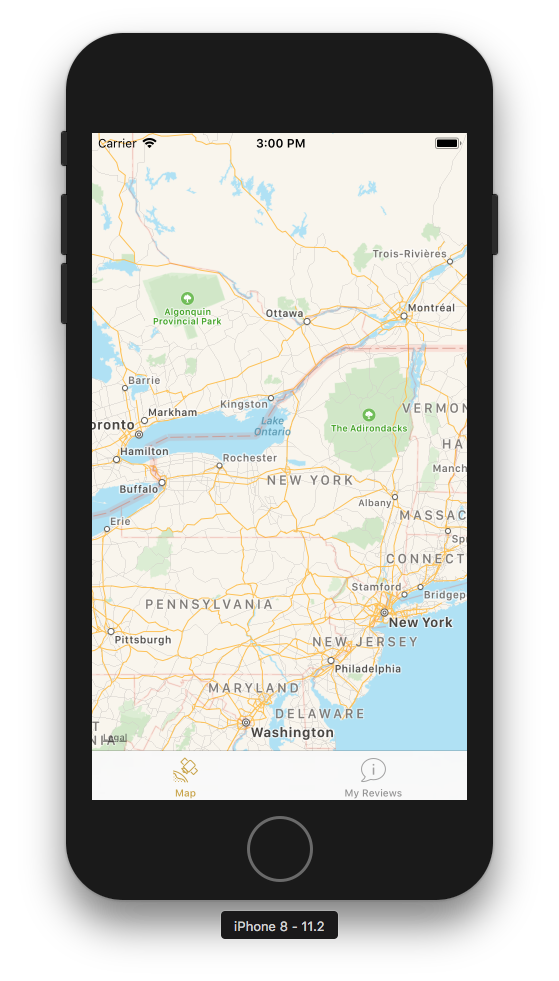 Carrier
3:00 PM
Trois-Rivières
Algonquin
Provincial Park
Ottawa
Montréal
Barrie
Kingston
Markham
VERMON
oronto
Lake
Ontario
The Adirondacks
Hamilton
HA
Rochester
Manch
Buffalo
NEW YORK
Albany
MASSAC
Erie
Sp
CONNECT
Stamford
Bridgep
PENNSYLVANIA
New York
Pittsburgh
NEW JERSEY
Philadelphia
MARYLAND
DELAWARE
T
NIA
Legal
Washington
Map
My Reviews
iPhone 8 - 11.2